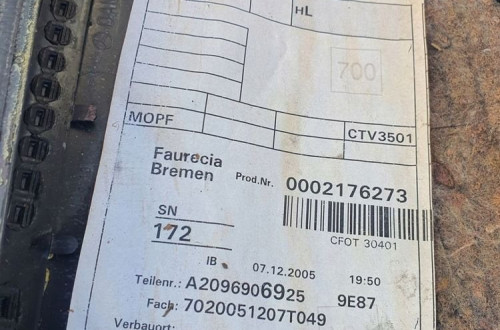 HL
700
MOPF
CTV3501
Faurecia
Bremen
Prod.Nr. 0002176273
CFOT 30401
SN
172
IB 07.12.2005 19:50
Teilenr.: A2096906925 9E87
Fach: 7020051207T049
Verbauort: